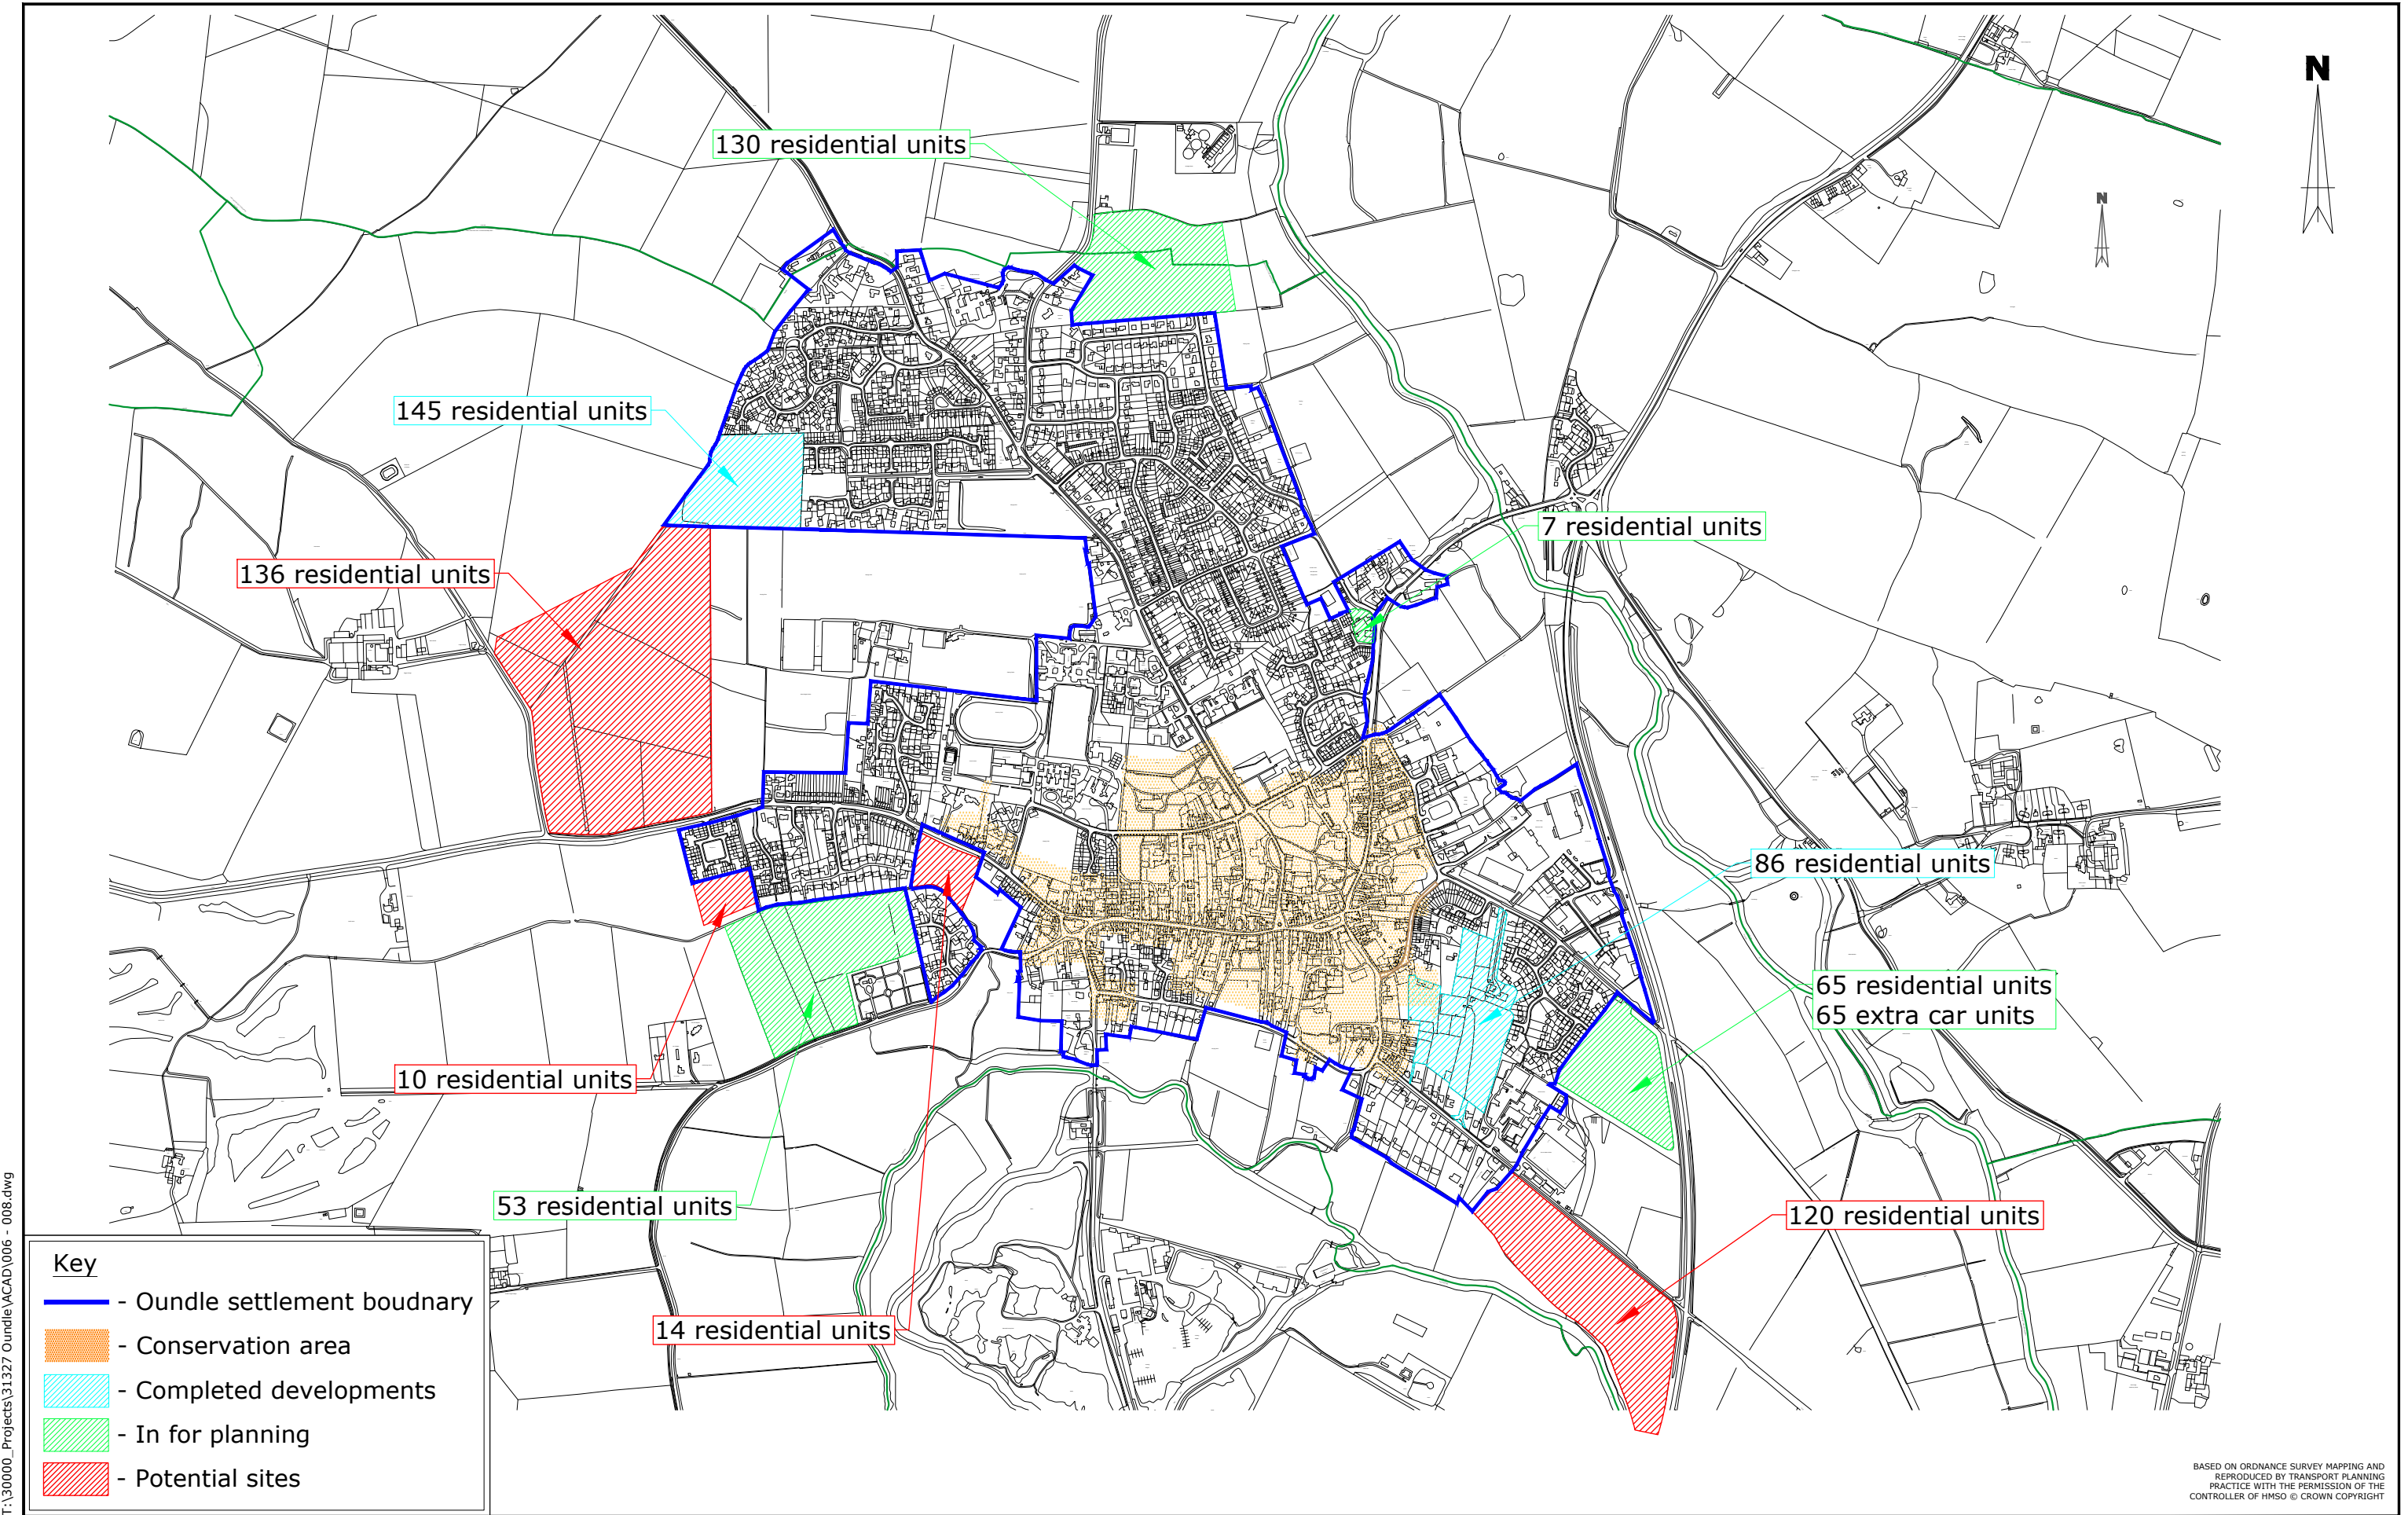 N
N
130 residential units
145 residential units
7 residential units
136 residential units
86 residential units
65 residential units
65 extra car units
10 residential units
53 residential units
120 residential units
14 residential units
Key
- Oundle settlement boudnary
- Conservation area
- Completed developments
- In for planning
- Potential sites
BASED ON ORDNANCE SURVEY MAPPING AND
REPRODUCED BY TRANSPORT PLANNING
PRACTICE WITH THE PERMISSION OF THE
CONTROLLER OF HMSO © CROWN COPYRIGHT
T:\30000_Projects\31327 Oundle\ACAD\006 - 008.dwg